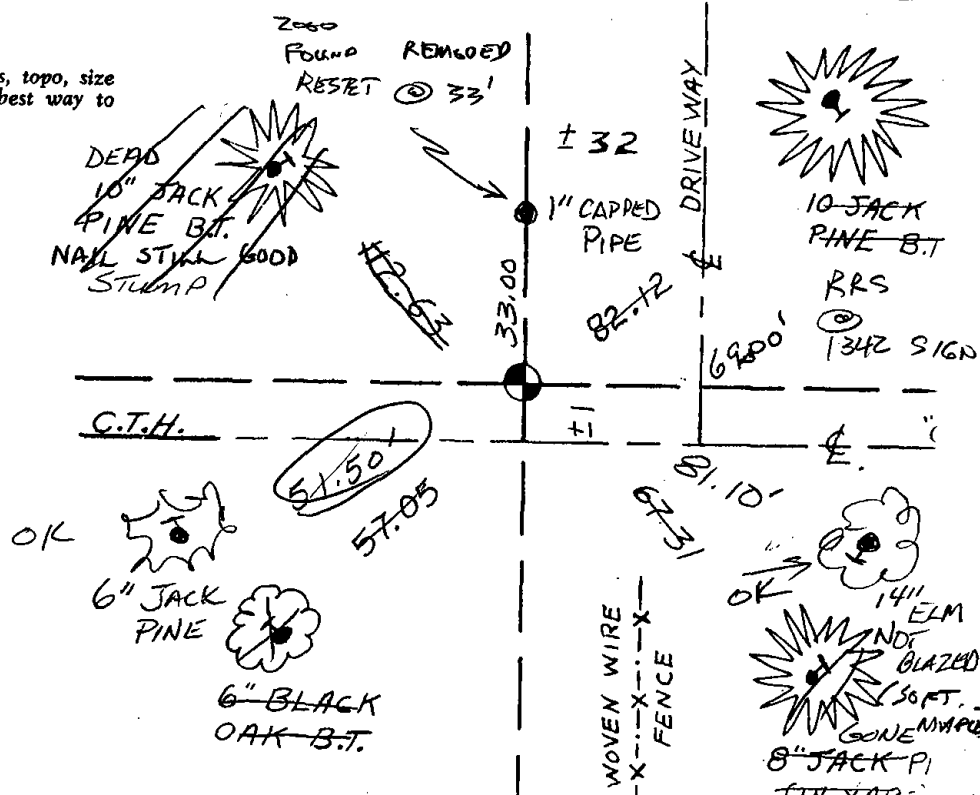 2000
FOUND REMOVED
RESET @ 33'
s, topo, size
best way to
DEAD
10" JACK
PINE B.T.
NAIL STILL GOOD
STUMP
± 32
1" CAPPED
PIPE
DRIVEWAY
℄
10 JACK
PINE B.T
RRS
@
1342 SIGN
33.00
82.12
±1
C.T.H.
℄.
51.50'
57.05
81.10'
67.31
OK
6" JACK
PINE
6" BLACK
OAK B.T.
WOVEN WIRE
FENCE
OK
14"
ELM
NOT
BLAZED
(SOFT
MAPLE
GONE
8" JACK PI